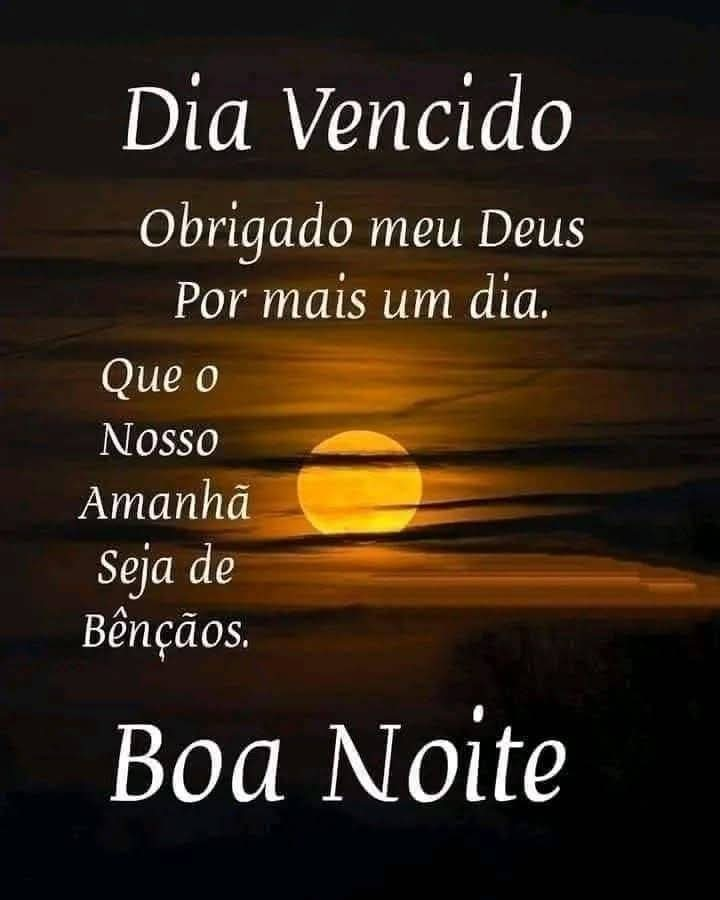 Dia Vencido
Obrigado meu Deus
Por mais um dia.
Que o
Nosso
Amanhã
Seja de
Bênçãos.
Boa Noite